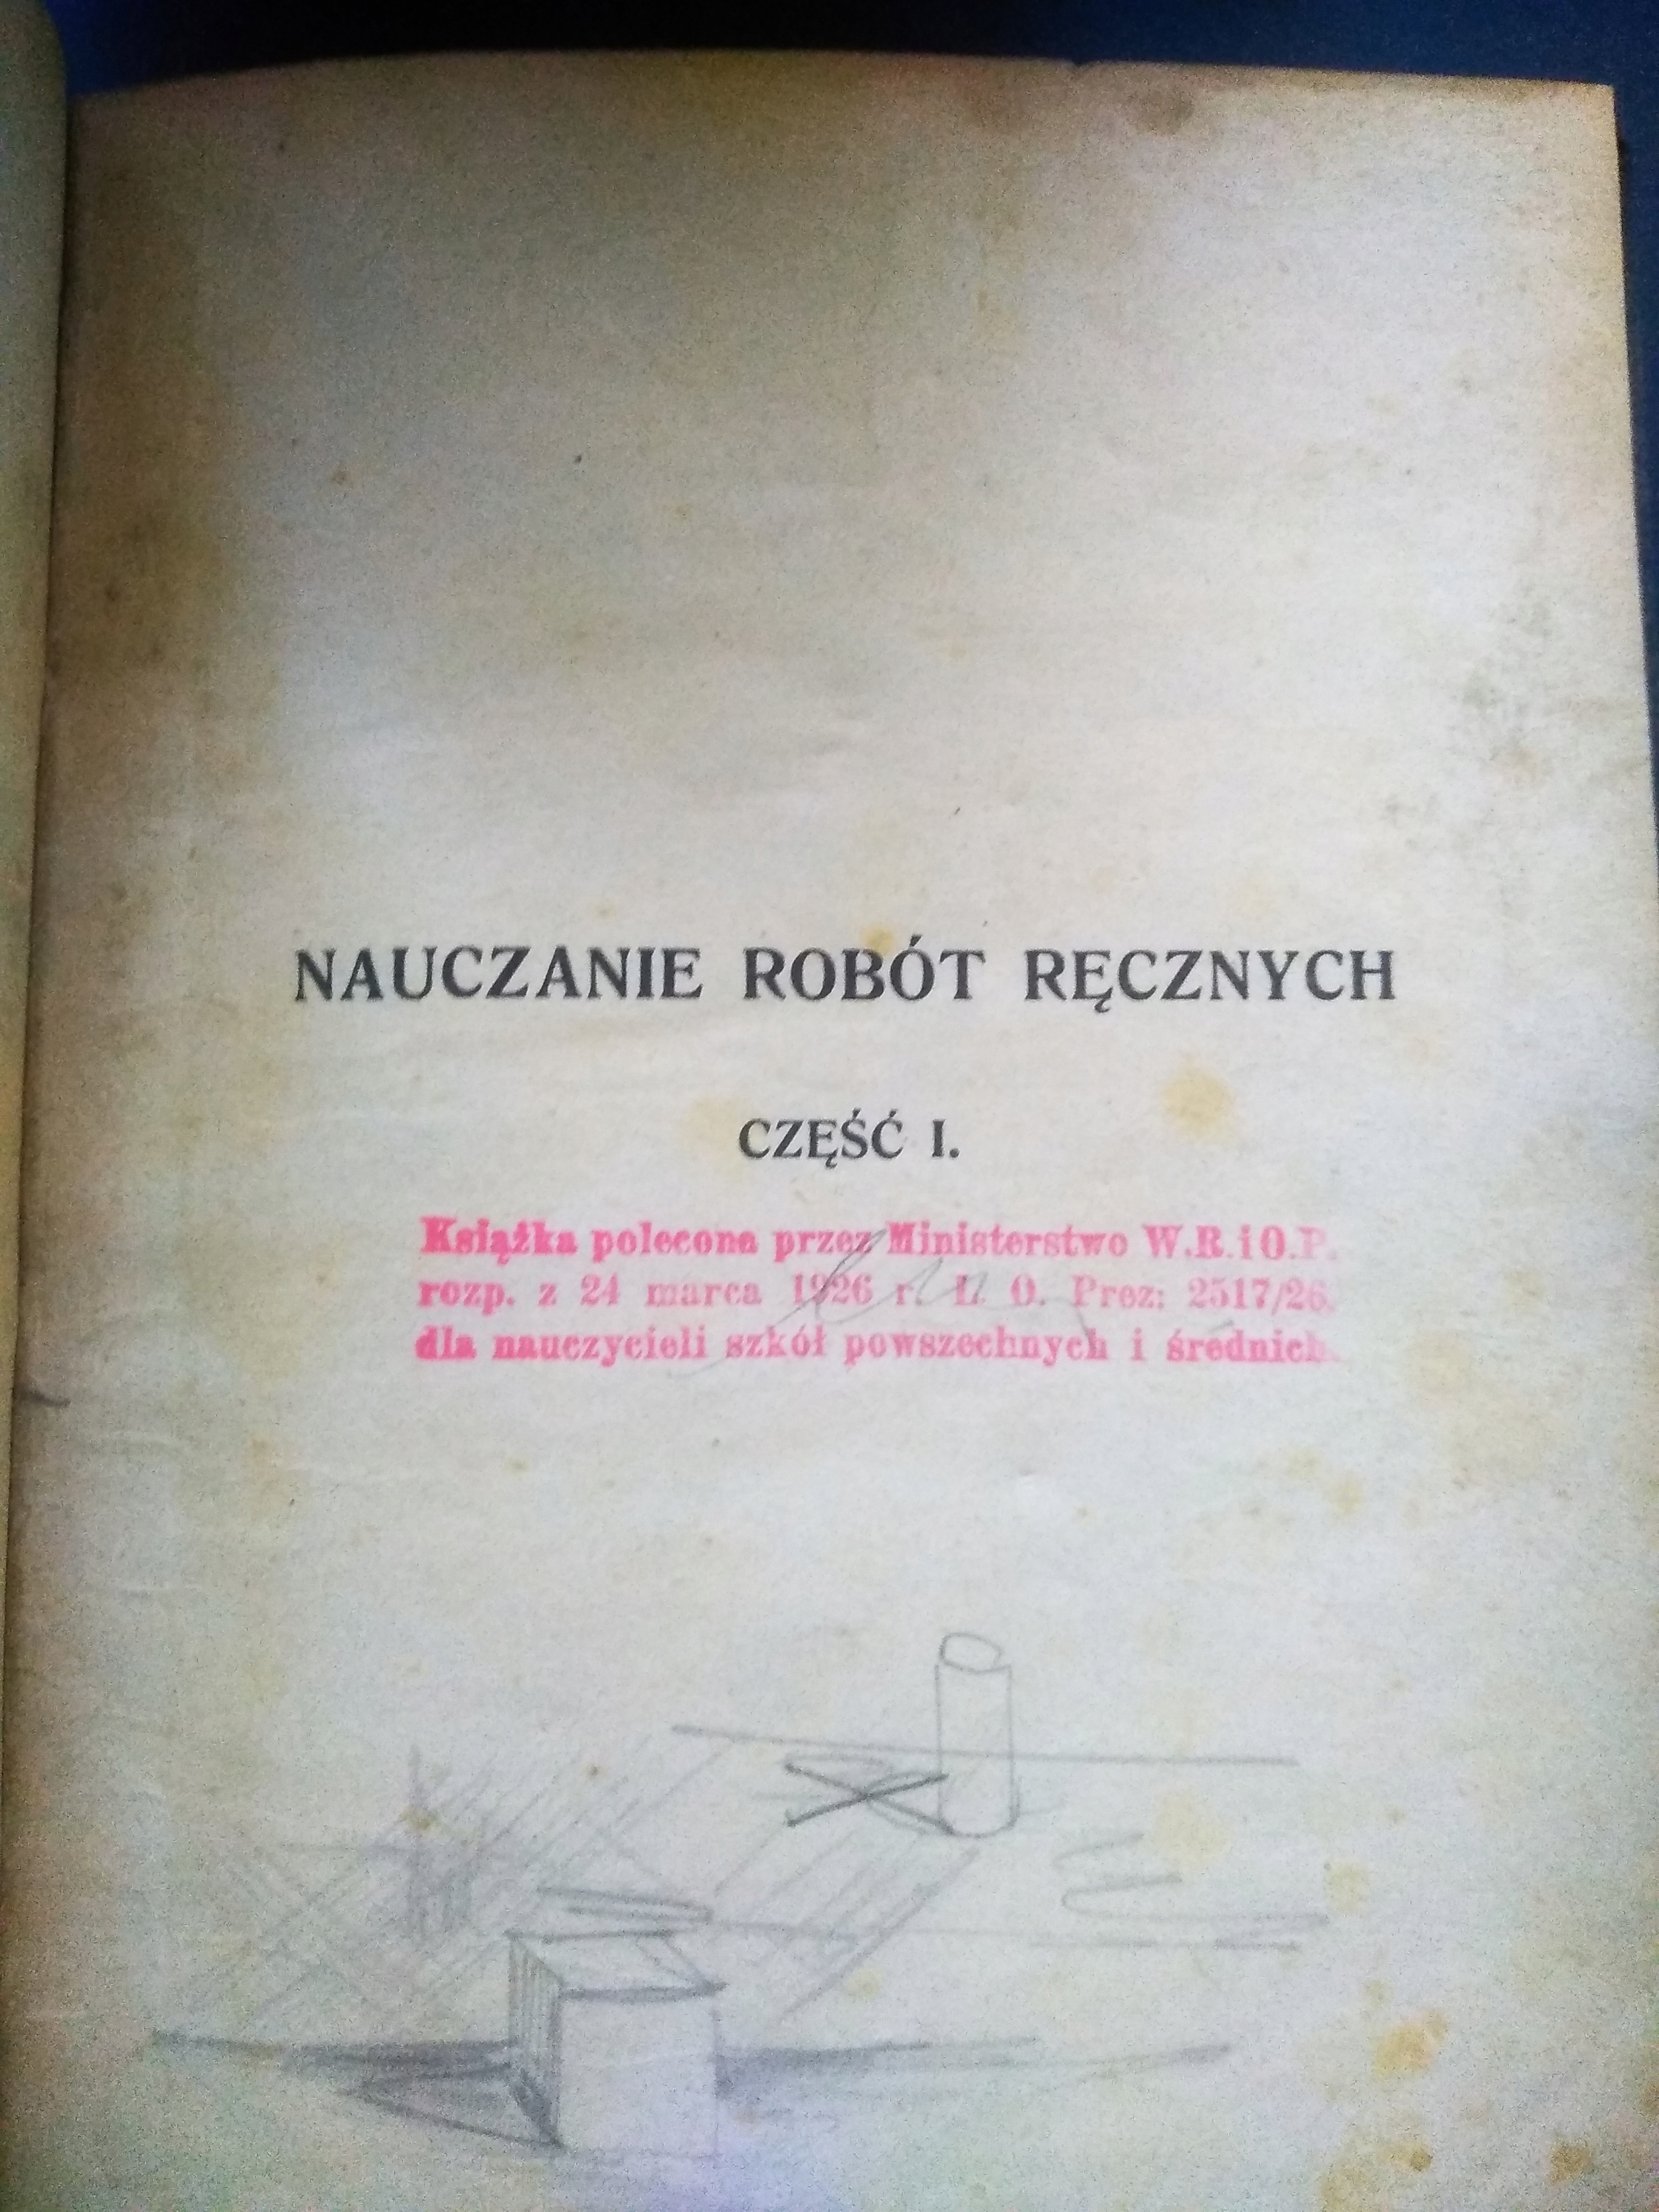 NAUCZANIE ROBÓT RĘCZNYCH
CZĘŚĆ I.
Książka polecona przez Ministerstwo W.R. i O.P.
rozp. z 24 marca 1926 r. L. O. Prez: 2517/26.
dla nauczycieli szkół powszechnych i średnich.